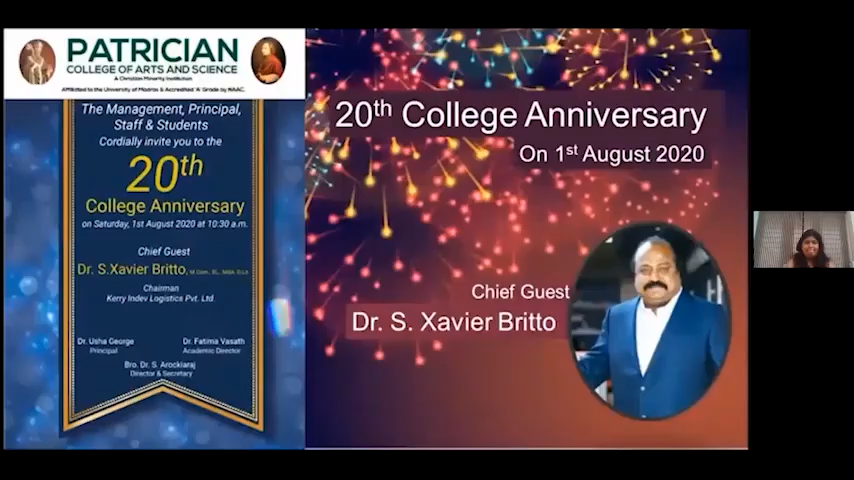 PATRICIAN
COLLEGE OF ARTS AND SCIENCE
A Christian Minority Institution
Affiliated to the University of Madras & Accredited 'A' Grade by NAAC.
The Management, Principal,
Staff & Students
Cordially invite you to the
20th
College Anniversary
on Saturday, 1st August 2020 at 10:30 a.m.
Chief Guest
Dr. S.Xavier Britto, M.Com., BL., MBA.
Chairman
Kerry Indev Logistics Pvt. Ltd.
Dr. Usha George
Principal
Dr. Fatima Vasath
Academic Director
Bro. Dr. S. Arockiaraj
Director & Secretary
20th College Anniversary
On 1st August 2020
Chief Guest
Dr. S. Xavier Britto